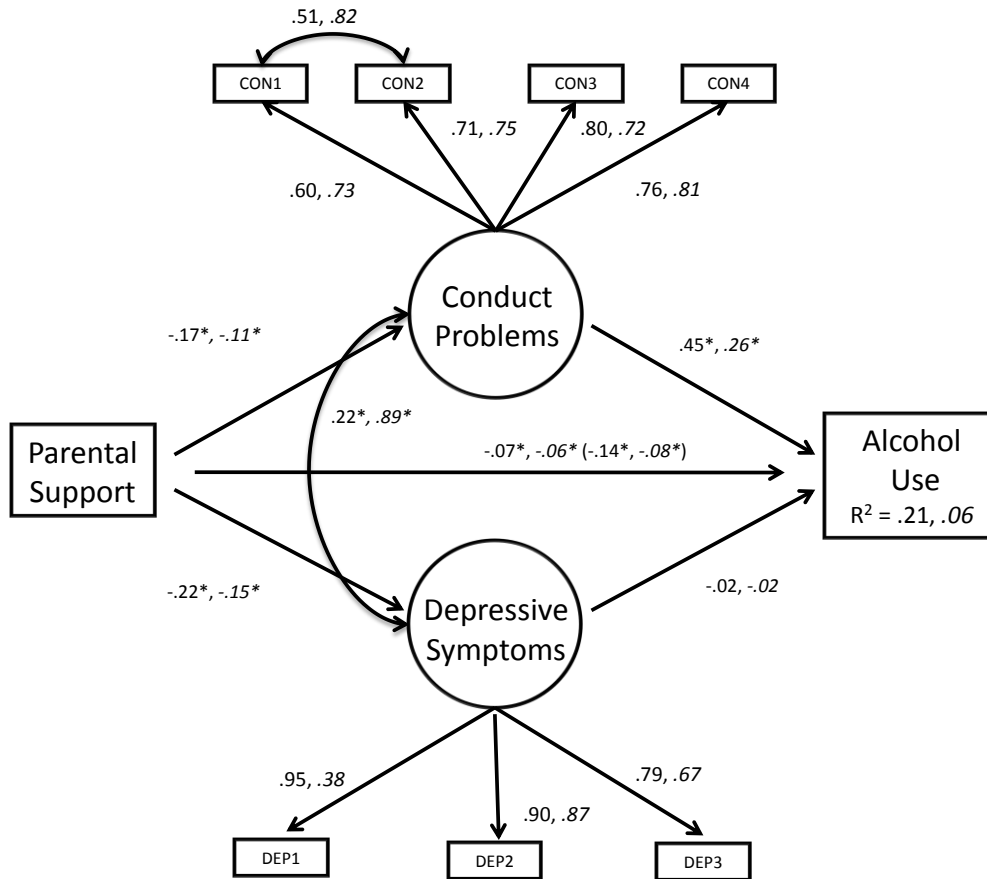 .51, .82
CON1
CON2
CON3
CON4
.71, .75
.80, .72
.60, .73
.76, .81
Conduct
Problems
-.17*, -.11*
.45*, .26*
.22*, .89*
Parental
Support
-.07*, -.06* (-.14*, -.08*)
Alcohol
Use
R² = .21, .06
-.22*, -.15*
-.02, -.02
Depressive
Symptoms
.95, .38
.90, .87
.79, .67
DEP1
DEP2
DEP3